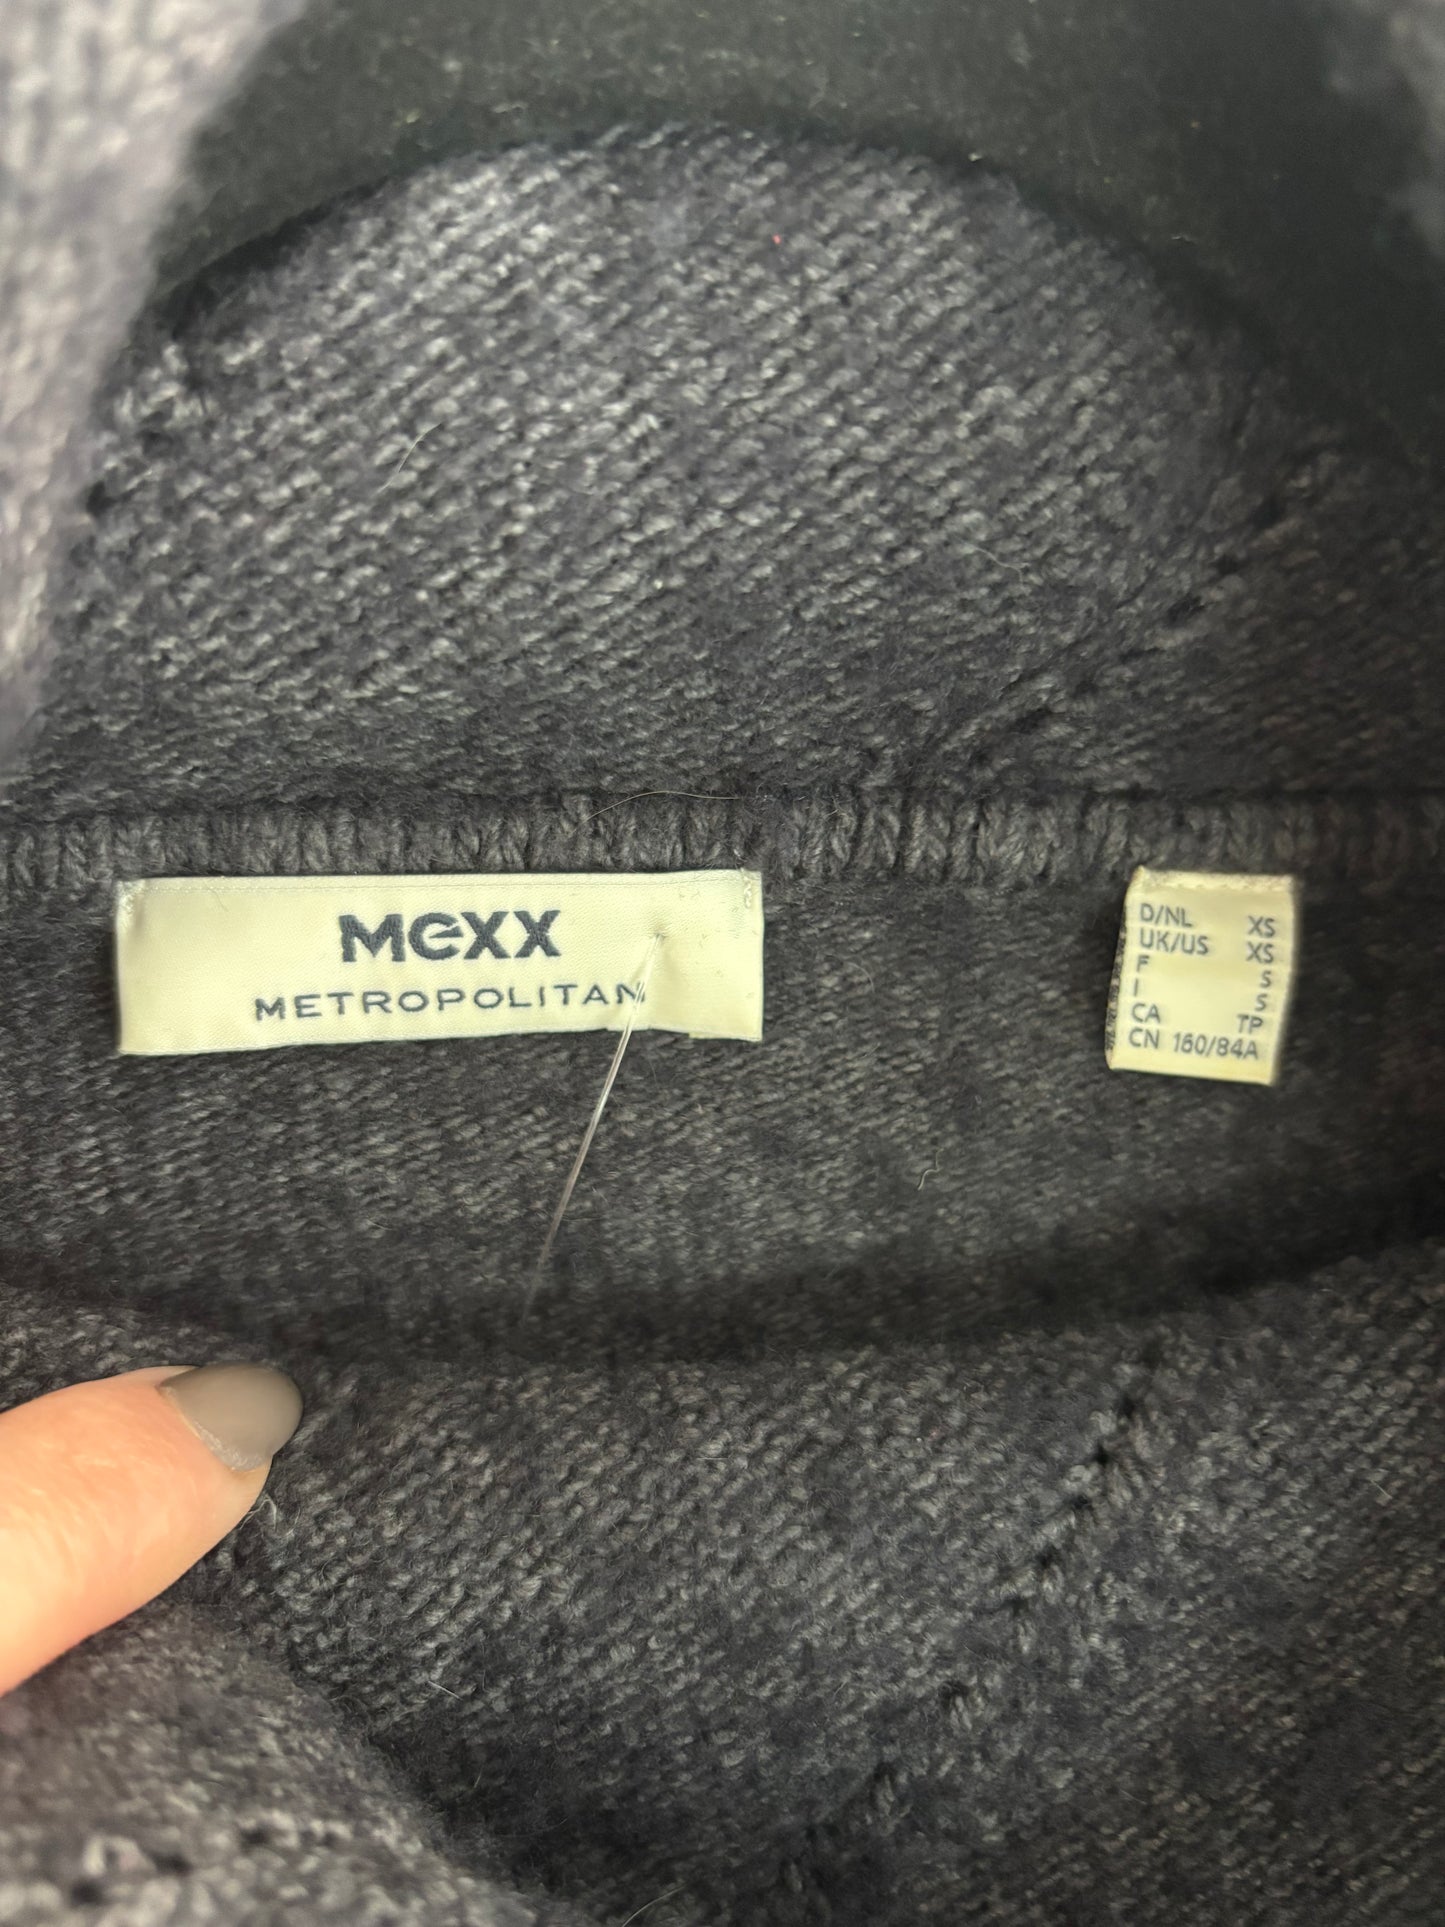 MEXX
METROPOLITAN
D/NL XS
UK/US XS
F S
I S
CA TP
CN 160/84A